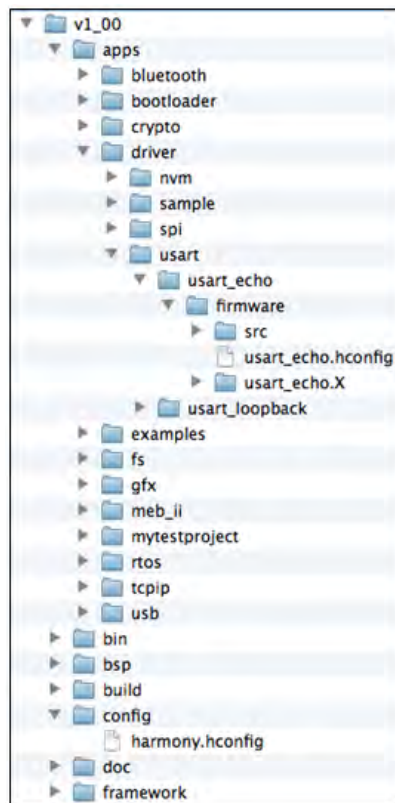 v1_00
apps
bluetooth
bootloader
crypto
driver
nvm
sample
spi
usart
usart_echo
firmware
src
usart_echo.hconfig
usart_echo.X
usart_loopback
examples
fs
gfx
meb_ii
mytestproject
rtos
tcpip
usb
bin
bsp
build
config
harmony.hconfig
doc
framework